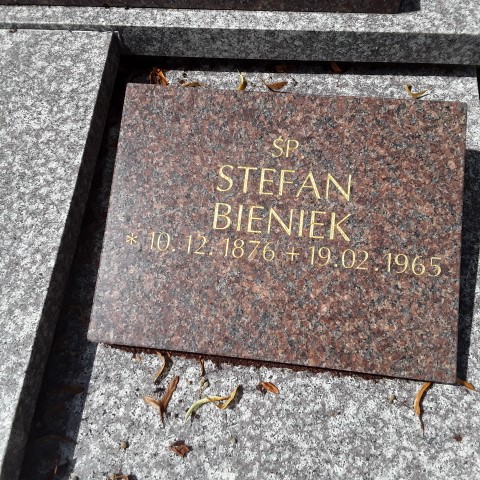 ŚP.
STEFAN
BIENIEK
* 10.12.1876 + 19.02.1965